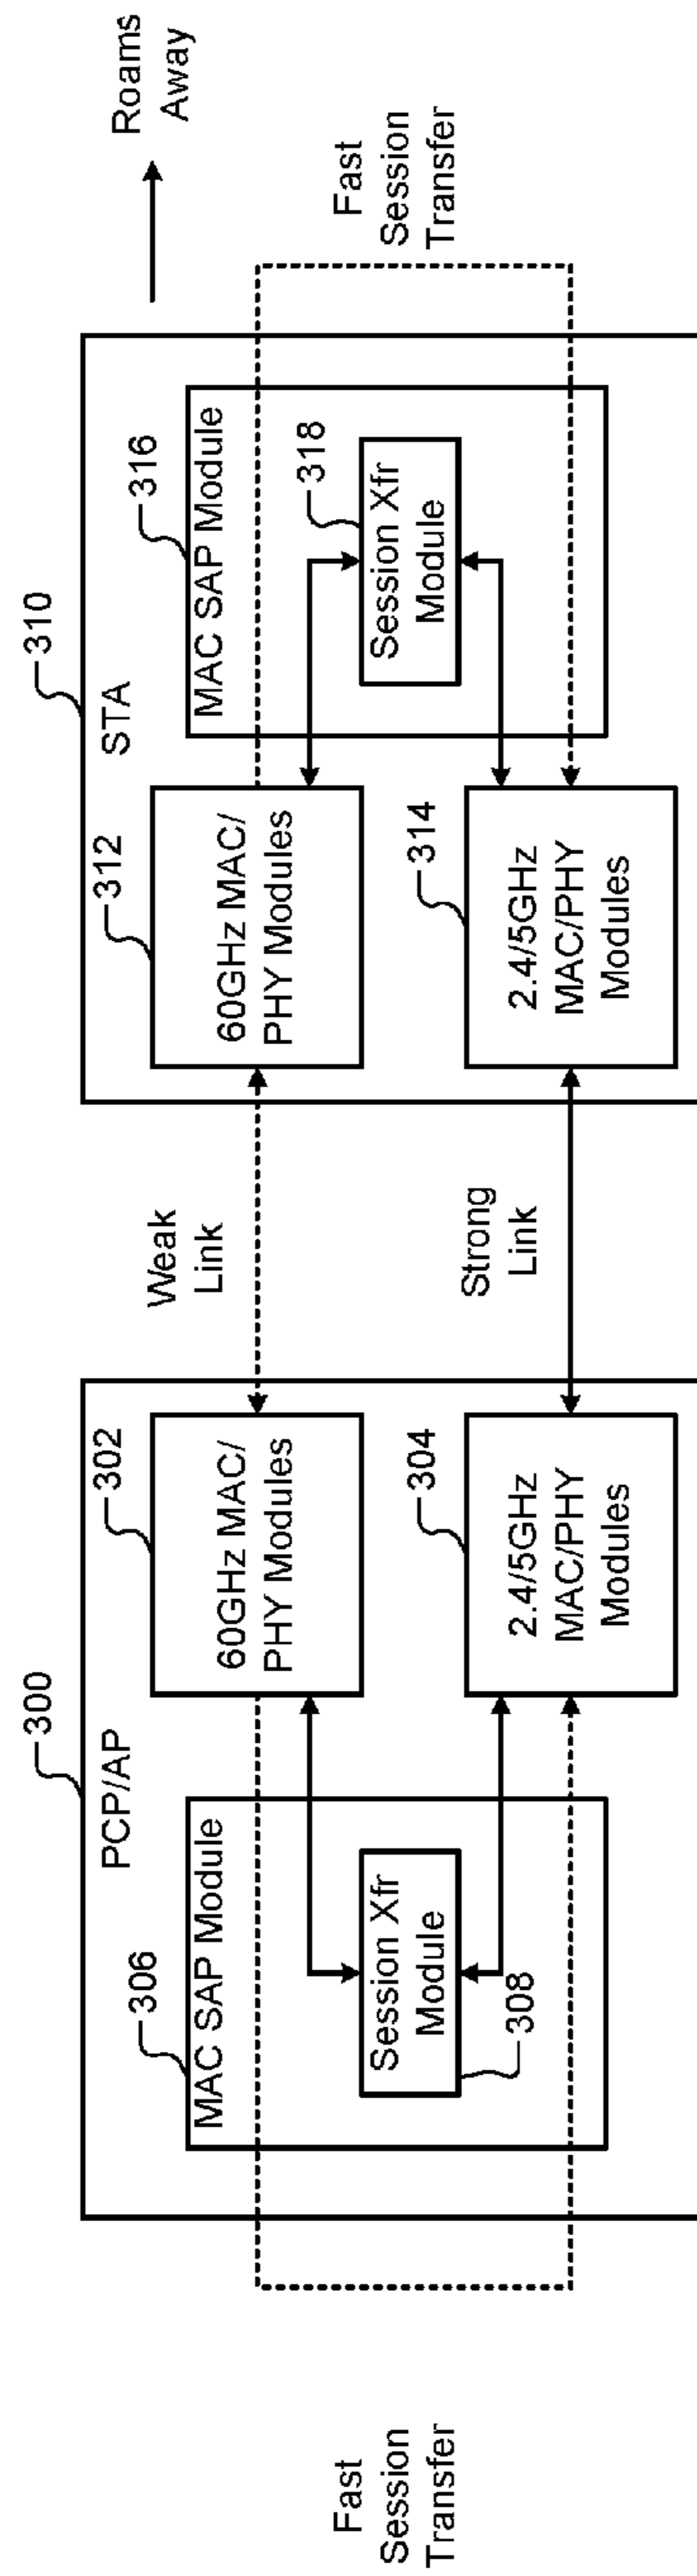 300
PCP/AP
306
MAC SAP Module
Session Xfr
Module
308
302
60GHz MAC/
PHY Modules
304
2.4/5GHz
MAC/PHY
Modules
Fast
Session
Transfer
Weak
Link
Strong
Link
310
STA
312
60GHz MAC/
PHY Modules
314
2.4/5GHz
MAC/PHY
Modules
316
MAC SAP Module
318
Session Xfr
Module
Roams
Away
Fast
Session
Transfer